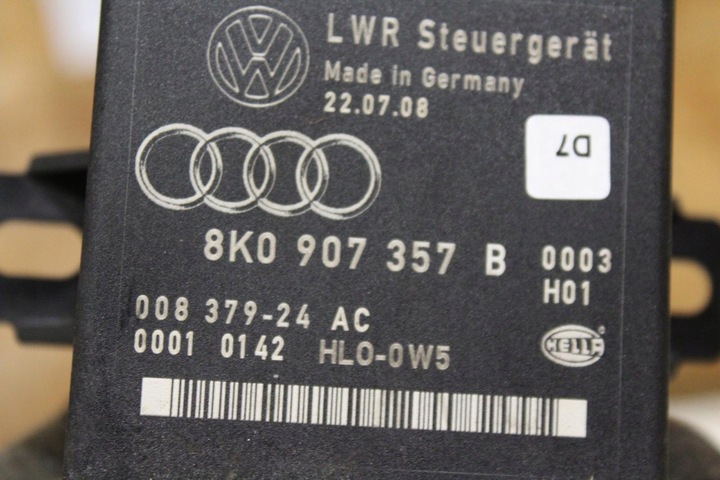 LWR Steuergerät
Made in Germany
22.07.08
D7
8K0 907 357 B 0003
H01
008 379-24 AC
0001 0142 HLO-0W5
HELLA